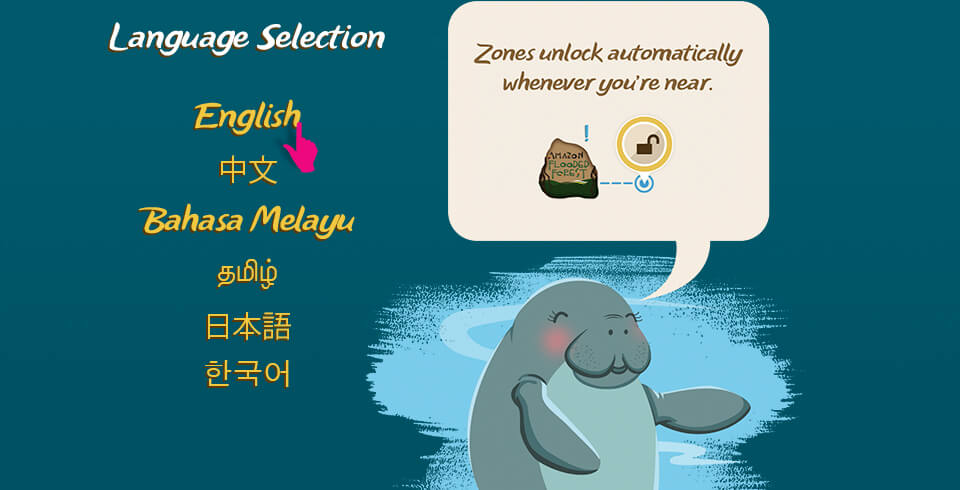 Language Selection
English
中文
Bahasa Melayu
தமிழ்
日本語
한국어
Zones unlock automatically
whenever you're near.
!
AMAZON
FLOODED
FOREST